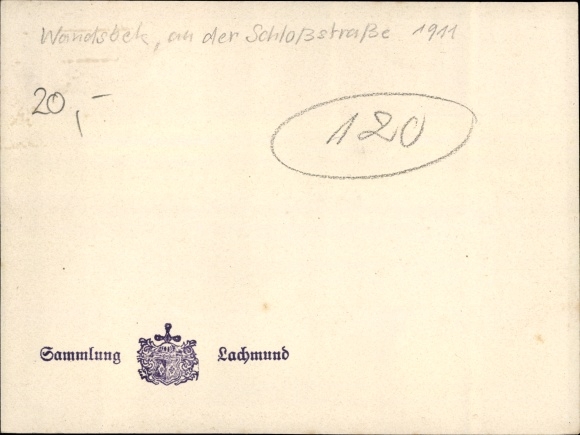 Wandsbek, an der Schloßstraße 1911
20,-
120
Sammlung Lachmund